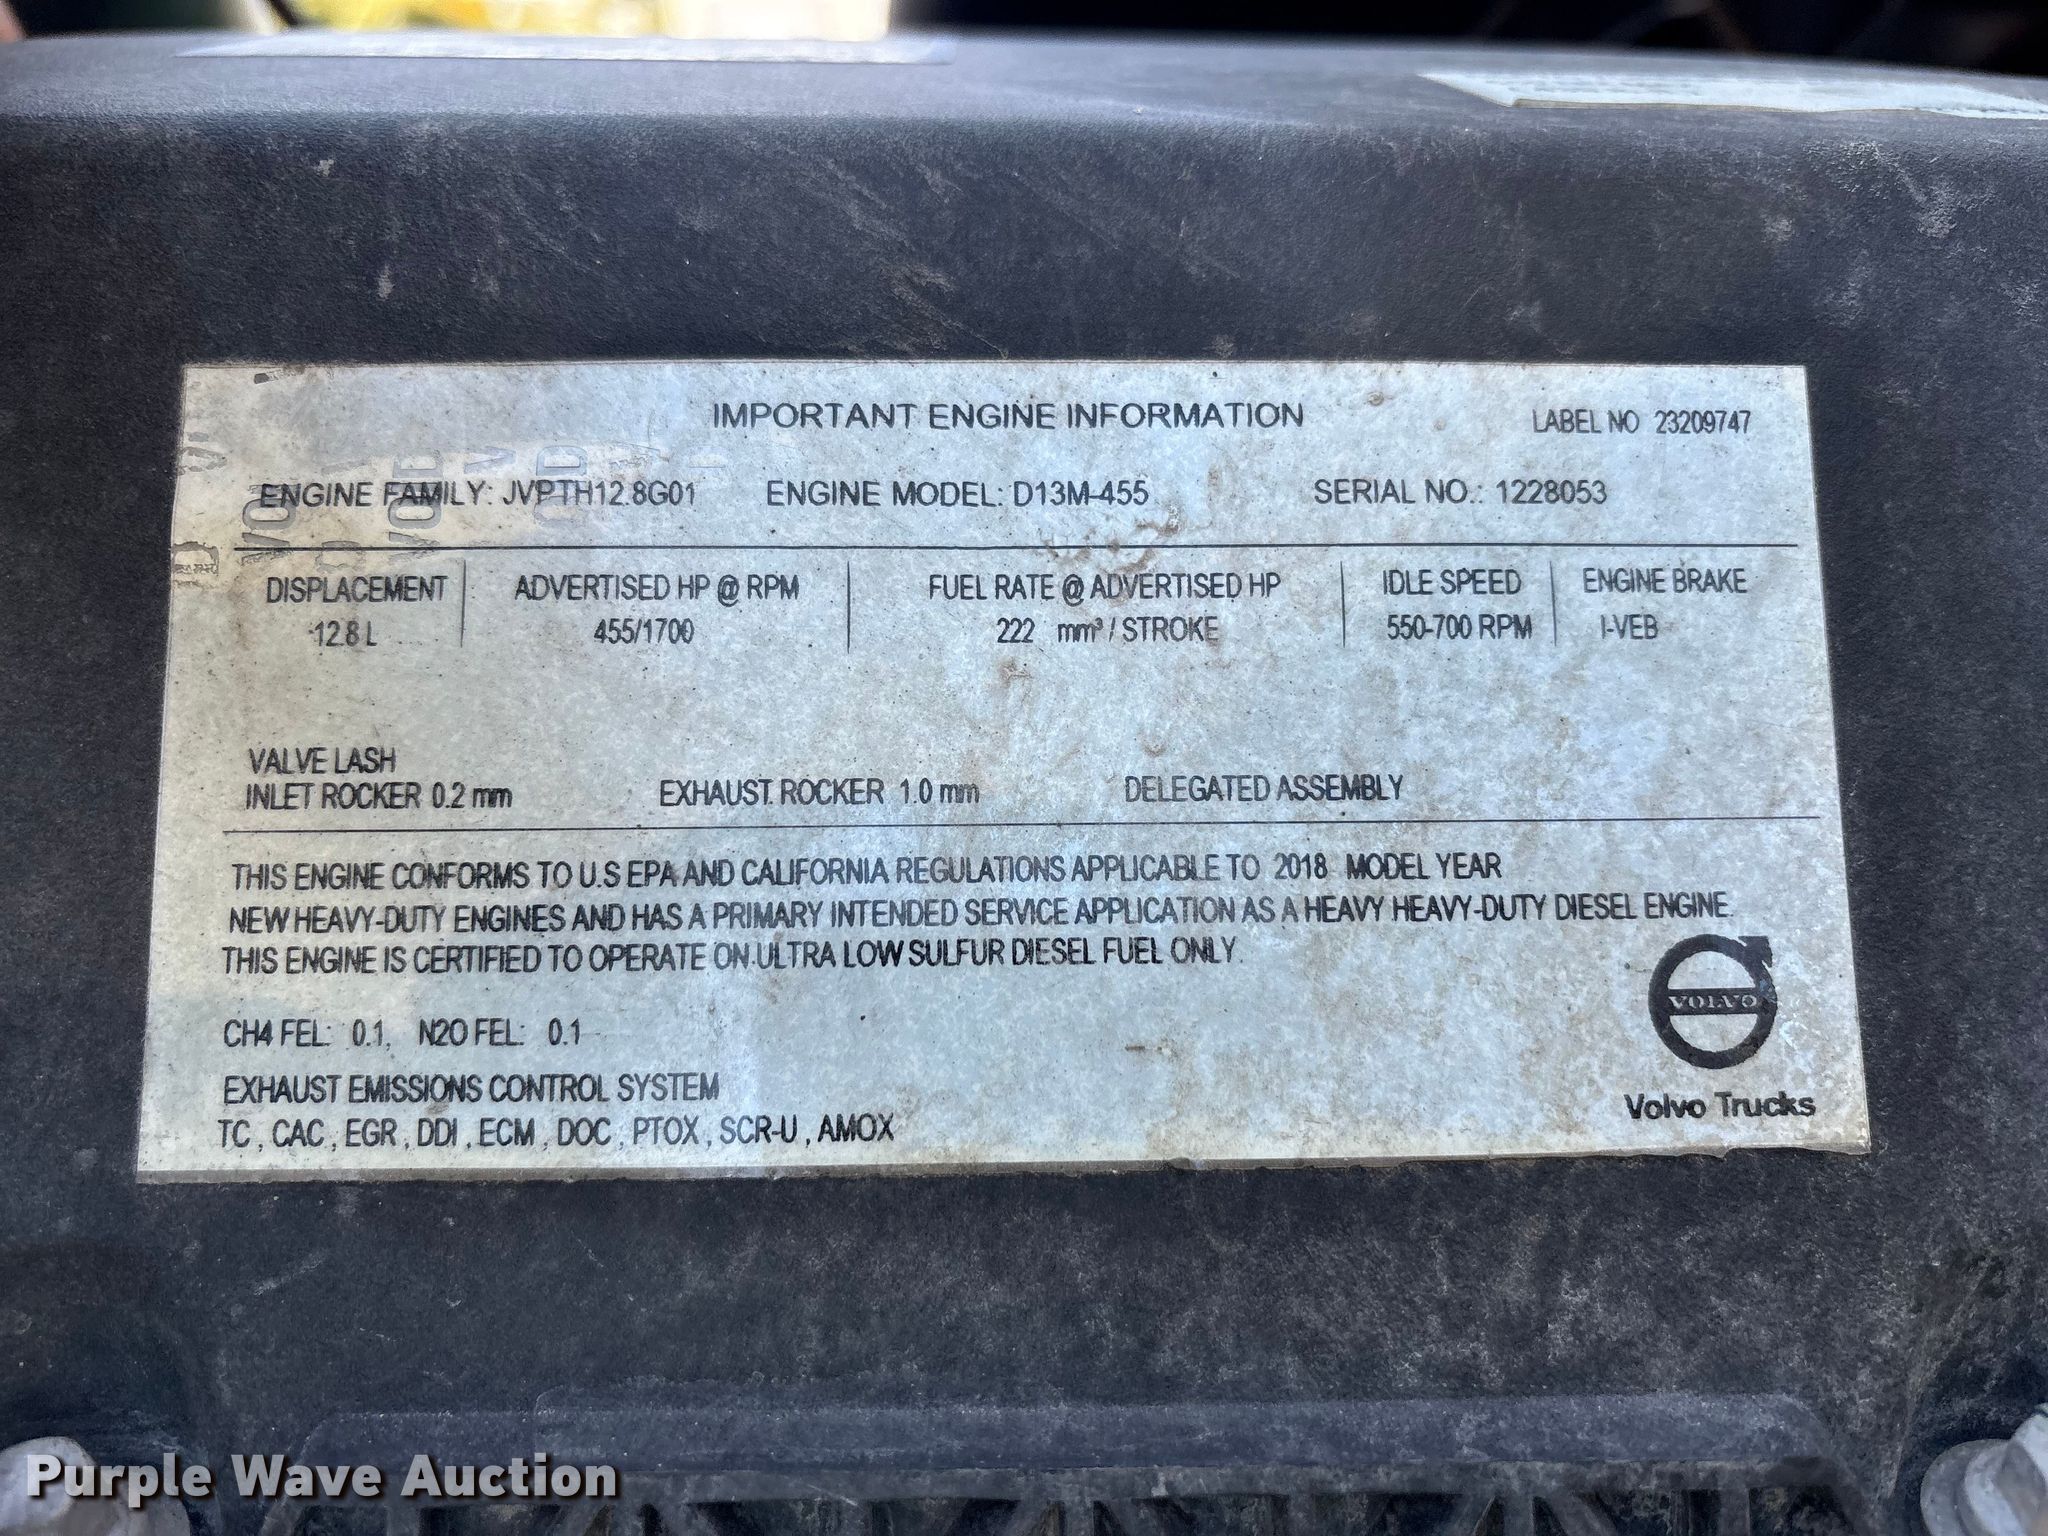 IMPORTANT ENGINE INFORMATION LABEL NO 23209747
ENGINE FAMILY: JVPTH12.8G01 ENGINE MODEL: D13M-455 SERIAL NO.: 1228053
DISPLACEMENT ADVERTISED HP @ RPM FUEL RATE @ ADVERTISED HP IDLE SPEED ENGINE BRAKE
12.8 L 455/1700 222 mm³ / STROKE 550-700 RPM I-VEB
VALVE LASH
INLET ROCKER 0.2 mm EXHAUST ROCKER 1.0 mm DELEGATED ASSEMBLY
THIS ENGINE CONFORMS TO U.S EPA AND CALIFORNIA REGULATIONS APPLICABLE TO 2018 MODEL YEAR
NEW HEAVY-DUTY ENGINES AND HAS A PRIMARY INTENDED SERVICE APPLICATION AS A HEAVY HEAVY-DUTY DIESEL ENGINE.
THIS ENGINE IS CERTIFIED TO OPERATE ON ULTRA LOW SULFUR DIESEL FUEL ONLY.
VOLVO
CH4 FEL: 0.1, N2O FEL: 0.1
EXHAUST EMISSIONS CONTROL SYSTEM
Volvo Trucks
TC , CAC , EGR , DDI , ECM , DOC , PTOX , SCR-U , AMOX
Purple Wave Auction